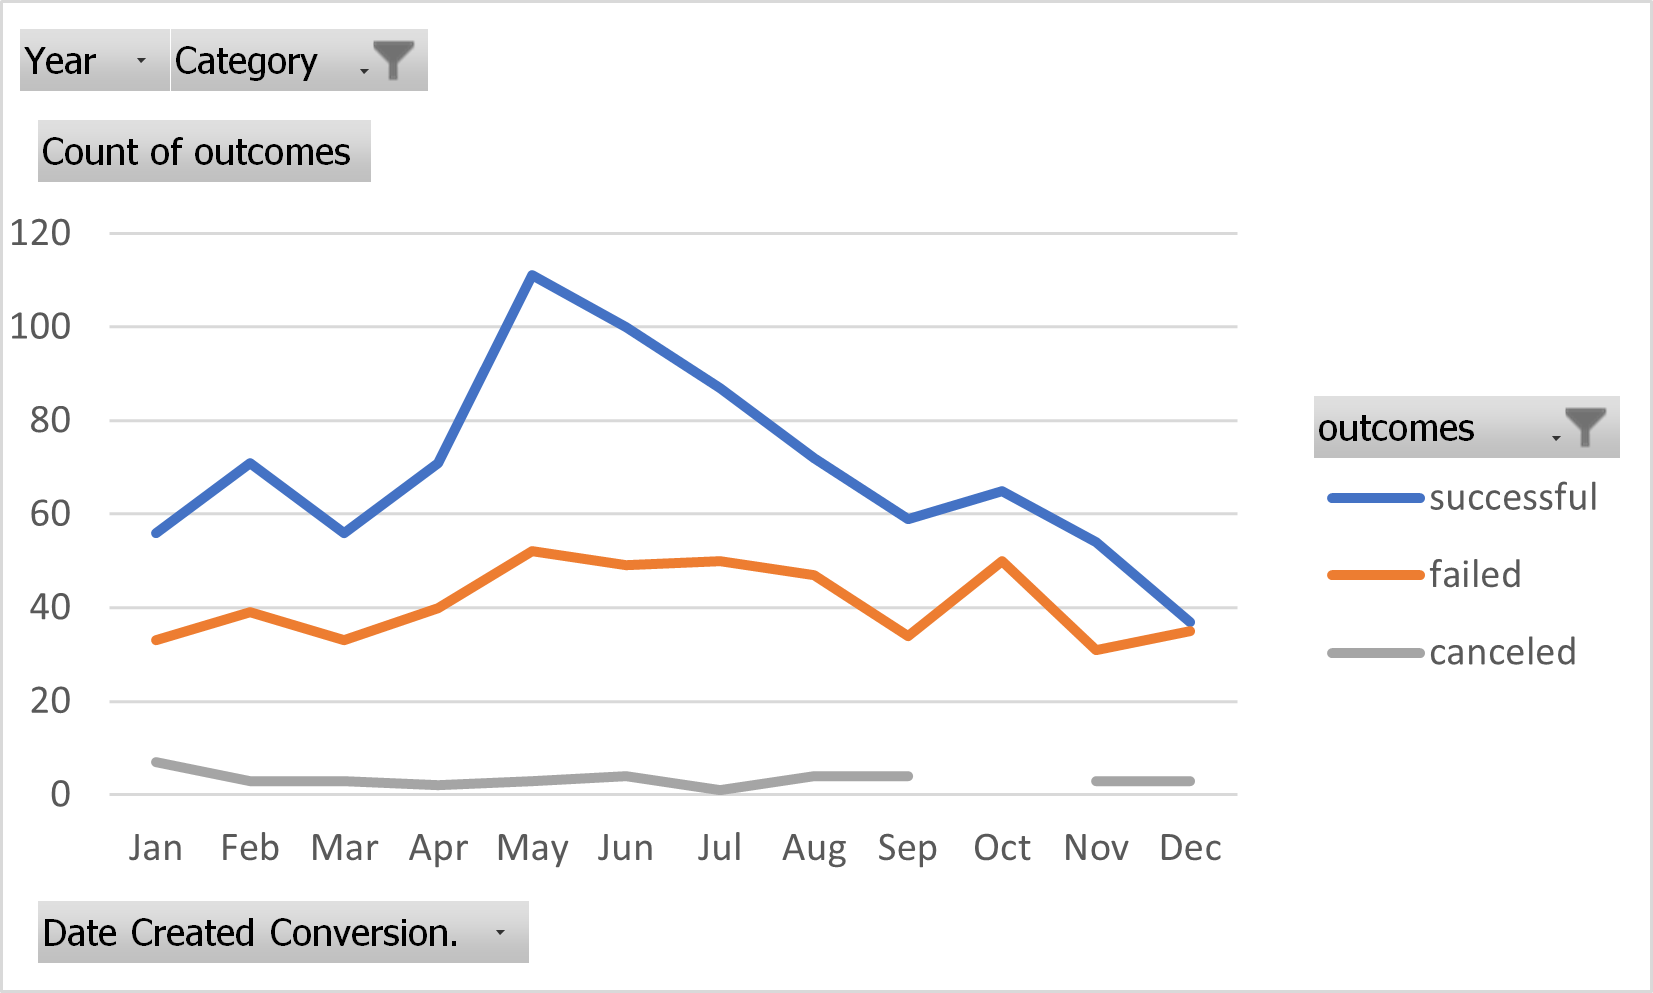 Year Category
Count of outcomes
120
100
80
60
40
20
0
Jan Feb Mar Apr May Jun Jul Aug Sep Oct Nov Dec
outcomes
successful
failed
canceled
Date Created Conversion.